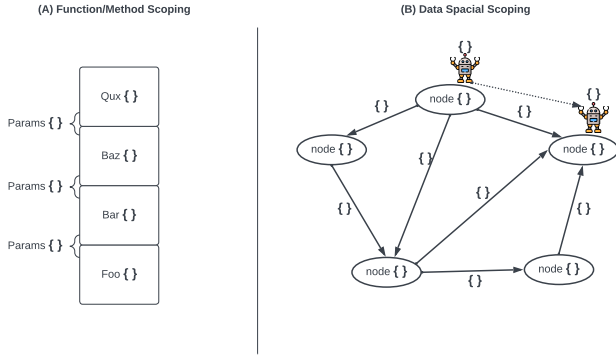 (A) Function/Method Scoping
Qux { }
Params { }
Baz { }
Params { }
Bar { }
Params { }
Foo { }
(B) Data Spacial Scoping
{ }
{ }
node { }
{ }
{ }
node { }
node { }
{ }
{ }
{ }
{ }
node { }
node { }
{ }